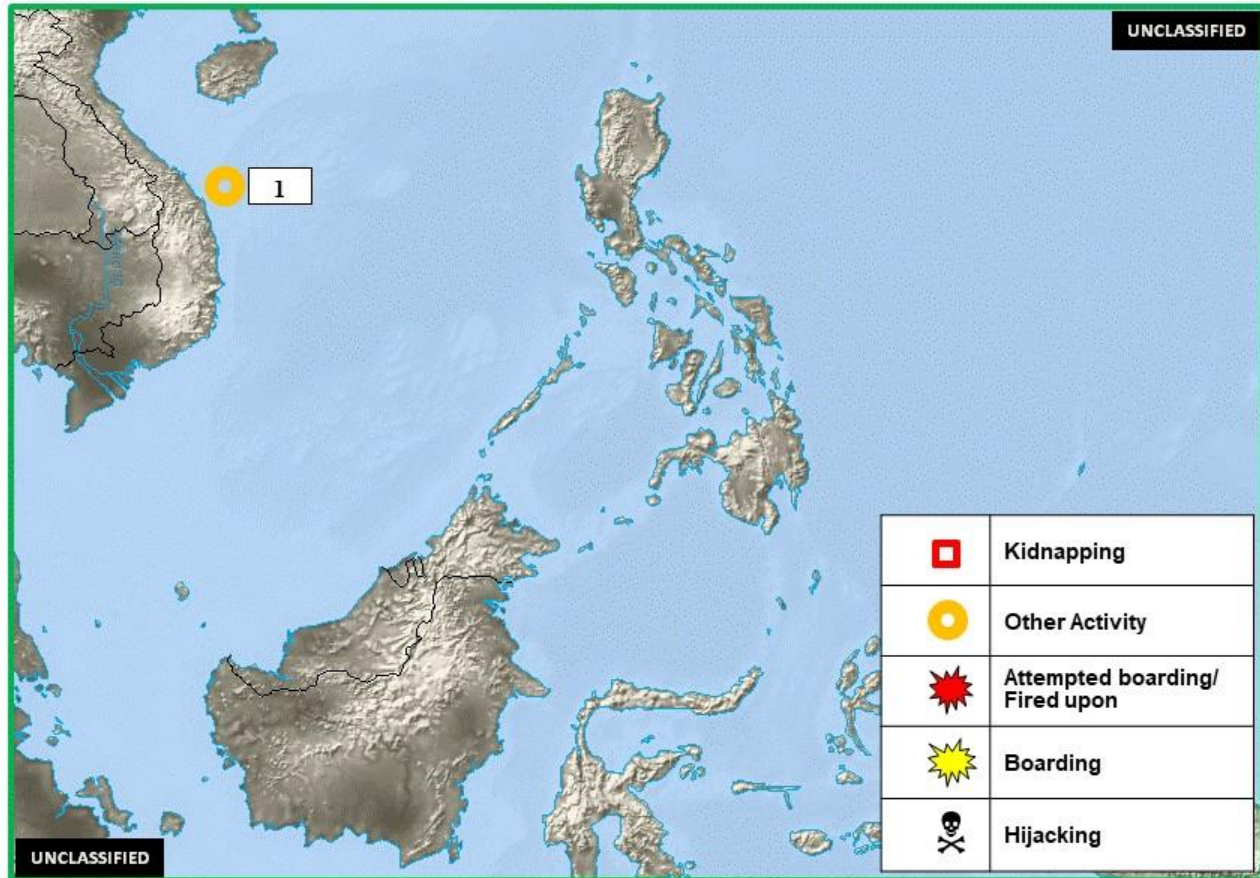 UNCLASSIFIED
1
Kidnapping
Other Activity
Attempted boarding/
Fired upon
Boarding
Hijacking
UNCLASSIFIED